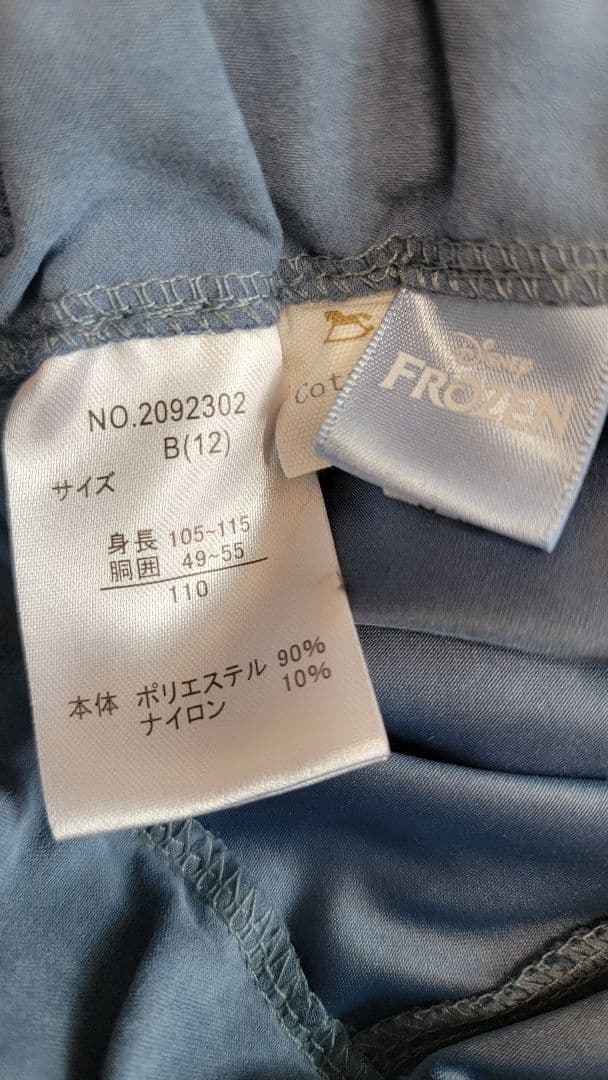 NO.2092302
B(12)
サイズ
身長 105~115
胴囲 49~55
110
本体 ポリエステル 90%
ナイロン 10%
Cot
Disney
FROZEN